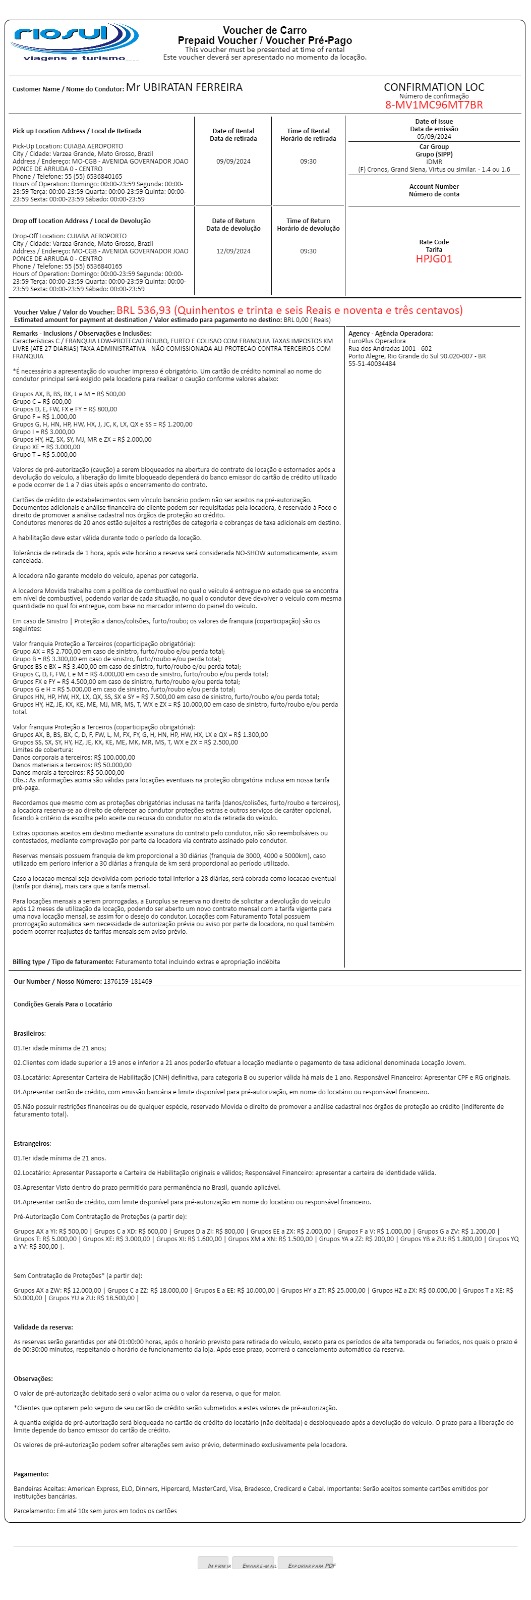 riosul
viagens e turismo
Voucher de Carro
Prepaid Voucher / Voucher Pré-Pago
This voucher must be presented at time of rental
Este voucher deverá ser apresentado no momento da locação.
Customer Name / Nome do Condutor: Mr UBIRATAN FERREIRA
CONFIRMATION LOC
Número de confirmação
8-MV1MC96MT7BR
Pick up Location Address / Local de Retirada
Date of Rental
Data de retirada
Time of Rental
Horário de retirada
Date of Issue
Data de emissão
05/09/2024
Pick-Up Location: CUIABA AEROPORTO
City / Cidade: Varzea Grande, Mato Grosso, Brazil
Address / Endereço: MO-CGB - AVENIDA GOVERNADOR JOAO
PONCE DE ARRUDA 0 - CENTRO
Phone / Telefone: 55 (55) 6536840165
Hours of Operation: Domingo: 00:00-23:59 Segunda: 00:00-
23:59 Terça: 00:00-23:59 Quarta: 00:00-23:59 Quinta: 00:00-
23:59 Sexta: 00:00-23:59 Sábado: 00:00-23:59
09/09/2024
09:30
Car Group
Grupo (SIPP)
IDMR
(F) Cronos, Grand Siena, Virtus ou similar. - 1.4 ou 1.6
Account Number
Número de conta
Drop off Location Address / Local de Devolução
Date of Return
Data de devolução
Time of Return
Horário de devolução
Drop-Off Location: CUIABA AEROPORTO
City / Cidade: Varzea Grande, Mato Grosso, Brazil
Address / Endereço: MO-CGB - AVENIDA GOVERNADOR JOAO
PONCE DE ARRUDA 0 - CENTRO
Phone / Telefone: 55 (55) 6536840165
Hours of Operation: Domingo: 00:00-23:59 Segunda: 00:00-
23:59 Terça: 00:00-23:59 Quarta: 00:00-23:59 Quinta: 00:00-
23:59 Sexta: 00:00-23:59 Sábado: 00:00-23:59
12/09/2024
09:30
Rate Code
Tarifa
HPJG01
Voucher Value / Valor do Voucher: BRL 536,93 (Quinhentos e trinta e seis Reais e noventa e três centavos)
Estimated amount for payment at destination / Valor estimado para pagamento no destino: BRL 0,00 ( Reais)
Remarks - Inclusions / Observações e Inclusões:
Características C / FRANQUIA LOW-PROTECAO ROUBO, FURTO E COLISAO COM FRANQUIA TAXAS IMPOSTOS KM
LIVRE (ATE 27 DIARIAS) TAXA ADMINISTRATIVA - NÃO COMISSIONADA ALI-PROTECAO CONTRA TERCEIROS COM
FRANQUIA
*É necessário a apresentação do voucher impresso é obrigatório. Um cartão de crédito nominal ao nome do
condutor principal será exigido pela locadora para realizar o caução conforme valores abaixo:
Grupos AX, B, BS, BX, L e M = R$ 500,00
Grupo C = R$ 600,00
Grupos D, E, FW, FX e FY = R$ 800,00
Grupo F = R$ 1.000,00
Grupos G, H, HN, HP, HW, HX, J, JC, K, LX, QX e SS = R$ 1.200,00
Grupo I = R$ 3.000,00
Grupos HY, HZ, SX, SY, MJ, MR e ZX = R$ 2.000,00
Grupo KE = R$ 3.000,00
Grupo T = R$ 5.000,00
Valores de pré-autorização (caução) a serem bloqueados na abertura do contrato de locação e estornados após a
devolução do veículo, a liberação do limite bloqueado dependerá do banco emissor do cartão de crédito utilizado
e pode ocorrer de 1 a 7 dias úteis após o encerramento do contrato.
Cartões de crédito de estabelecimentos sem vínculo bancário podem não ser aceitos na pré-autorização.
Documentos adicionais e análise financeira do cliente podem ser requisitadas pela locadora, é reservado à Foco o
direito de promover a análise cadastral nos órgãos de proteção ao crédito.
Condutores menores de 20 anos estão sujeitos a restrições de categoria e cobranças de taxa adicionais em destino.
A habilitação deve estar válida durante todo o período da locação.
Tolerância de retirada de 1 hora, após este horário a reserva será considerada NO-SHOW automaticamente, assim
cancelada.
A locadora não garante modelo do veículo, apenas por categoria.
A locadora Movida trabalha com a política de combustível no qual o veículo é entregue no estado que se encontra
em nível de combustível, podendo variar de cada situação, no qual o condutor deve devolver o veículo com mesma
quantidade no qual foi entregue, com base no marcador interno do painel do veículo.
Em caso de Sinistro | Proteção a danos/colisões, furto/roubo; os valores de franquia (coparticipação) são os
seguintes:
Valor franquia Proteção a Terceiros (coparticipação obrigatória):
Grupo AX = R$ 2.700,00 em caso de sinistro, furto/roubo e/ou perda total;
Grupo B = R$ 3.300,00 em caso de sinistro, furto/roubo e/ou perda total;
Grupos BS e BX = R$ 3.400,00 em caso de sinistro, furto/roubo e/ou perda total;
Grupos C, D, F, FW, L e M = R$ 4.000,00 em caso de sinistro, furto/roubo e/ou perda total;
Grupos FX e FY = R$ 4.500,00 em caso de sinistro, furto/roubo e/ou perda total;
Grupos G e H = R$ 5.000,00 em caso de sinistro, furto/roubo e/ou perda total;
Grupos HN, HP, HW, HX, LX, QX, SS, SX e SY = R$ 7.500,00 em caso de sinistro, furto/roubo e/ou perda total;
Grupos HY, HZ, JE, KX, KE, ME, MJ, MR, MS, T, WX e ZX = R$ 10.000,00 em caso de sinistro, furto/roubo e/ou perda
total.
Valor franquia Proteção a Terceiros (coparticipação obrigatória):
Grupos AX, B, BS, BX, C, D, F, FW, L, M, FX, FY, G, H, HN, HP, HW, HX, LX e QX = R$ 1.300,00
Grupos SS, SX, SY, HY, HZ, JE, KX, KE, ME, MK, MR, MS, T, WX e ZX = R$ 2.500,00
Limites de cobertura:
Danos corporais a terceiros: R$ 100.000,00
Danos materiais a terceiros: R$ 50.000,00
Danos morais a terceiros: R$ 50.000,00
Obs.: As informações acima são válidas para locações eventuais na proteção obrigatória inclusa em nossa tarifa
pré-paga.
Recordamos que mesmo com as proteções obrigatórias inclusas na tarifa (danos/colisões, furto/roubo e terceiros),
a locadora reserva-se ao direito de oferecer ao condutor proteções extras e outros serviços de caráter opcional,
ficando à critério da escolha pelo aceite ou recusa do condutor no ato da retirada do veículo.
Extras opcionais aceitos em destino mediante assinatura do contrato pelo condutor, não são reembolsáveis ou
contestados, mediante comprovação por parte da locadora via contrato assinado pelo condutor.
Reservas mensais possuem franquia de km proporcional a 30 diárias (franquia de 3000, 4000 e 5000km), caso
utilizado em período inferior a 30 diárias a franquia de km será proporcional ao período utilizado.
Caso a locação mensal seja devolvida com período total inferior a 28 diárias, será cobrada como locação eventual
(tarifa por diária), mais cara que a tarifa mensal.
Para locações mensais a serem prorrogadas, a Europlus se reserva no direito de solicitar a devolução do veículo
após 12 meses de utilização de locação, podendo ser aberto um novo contrato mensal com a tarifa vigente para
uma nova locação mensal, se assim for o desejo do condutor. Locações com Faturamento Total possuem
prorrogação automática sem necessidade de autorização prévia ou aviso por parte da locadora, no qual também
podem ocorrer reajustes de tarifas mensais sem aviso prévio.
Billing type / Tipo de faturamento: Faturamento total incluindo extras e apropriação indébita
Agency - Agência Operadora:
EuroPlus Operadora
Rua dos Andradas 1001 - 602
Porto Alegre, Rio Grande do Sul 90.020-007 - BR
55-51-40034484
Our Number / Nosso Número: 1376159-181469
Condições Gerais Para o Locatário
Brasileiros:
01.Ter idade mínima de 21 anos;
02.Clientes com idade superior a 19 anos e inferior a 21 anos poderão efetuar a locação mediante o pagamento de taxa adicional denominada Locação Jovem.
03.Locatário: Apresentar Carteira de Habilitação (CNH) definitiva, para categoria B ou superior válida há mais de 1 ano. Responsável Financeiro: Apresentar CPF e RG originais.
04.Apresentar cartão de crédito, com emissão bancária e limite disponível para pré-autorização, em nome do locatário ou responsável financeiro.
05.Não possuir restrições financeiras ou de qualquer espécie, reservado Movida o direito de promover a análise cadastral nos órgãos de proteção ao crédito (indiferente de
faturamento total).
Estrangeiros:
01.Ter idade mínima de 21 anos.
02.Locatário: Apresentar Passaporte e Carteira de Habilitação originais e válidos; Responsável Financeiro: apresentar a carteira de identidade válida.
03.Apresentar Visto dentro do prazo permitido para permanência no Brasil, quando aplicável.
04.Apresentar cartão de crédito, com limite disponível para pré-autorização em nome do locatário ou responsável financeiro.
Pré-Autorização Com Contratação de Proteções (a partir de):
Grupos AX a YI: R$ 500,00 | Grupos C a XD: R$ 600,00 | Grupos D a ZI: R$ 800,00 | Grupos EE a ZX: R$ 2.000,00 | Grupos F a V: R$ 1.000,00 | Grupos G a ZV: R$ 1.200,00 |
Grupos T: R$ 5.000,00 | Grupos XE: R$ 3.000,00 | Grupos XI: R$ 1.600,00 | Grupos XM a XN: R$ 1.500,00 | Grupos YA a ZZ: R$ 200,00 | Grupos YB a ZU: R$ 1.800,00 | Grupos YQ
a YV: R$ 300,00 |.
Sem Contratação de Proteções* (a partir de):
Grupos AX a ZW: R$ 12.000,00 | Grupos C a ZZ: R$ 18.000,00 | Grupos E a EE: R$ 10.000,00 | Grupos HY a ZT: R$ 25.000,00 | Grupos HZ a ZX: R$ 60.000,00 | Grupos T a XE: R$
50.000,00 | Grupos YU a ZU: R$ 18.500,00 |
Validade da reserva:
As reservas serão garantidas por até 01:00:00 horas, após o horário previsto para retirada do veículo, exceto para os períodos de alta temporada ou feriados, nos quais o prazo é
de 00:30:00 minutos, respeitando o horário de funcionamento da loja. Após esse prazo, ocorrerá o cancelamento automático da reserva.
Observações:
O valor de pré-autorização debitado será o valor acima ou o valor da reserva, o que for maior.
*Clientes que optarem pelo seguro de seu cartão de crédito serão submetidos a estes valores de pré-autorização.
A quantia exigida de pré-autorização será bloqueada no cartão de crédito do locatário (não debitada) e desbloqueado após a devolução do veículo. O prazo para a liberação do
limite depende do banco emissor do cartão de crédito.
Os valores de pré-autorização podem sofrer alterações sem aviso prévio, determinado exclusivamente pela locadora.
Pagamento:
Bandeiras Aceitas: American Express, ELO, Dinners, Hipercard, MasterCard, Visa, Bradesco, Credicard e Cabal. Importante: Serão aceitos somente cartões emitidos por
instituições bancárias.
Parcelamento: Em até 10x sem juros em todos os cartões
Imprimir
Enviar e-mail
Exportar para PDF